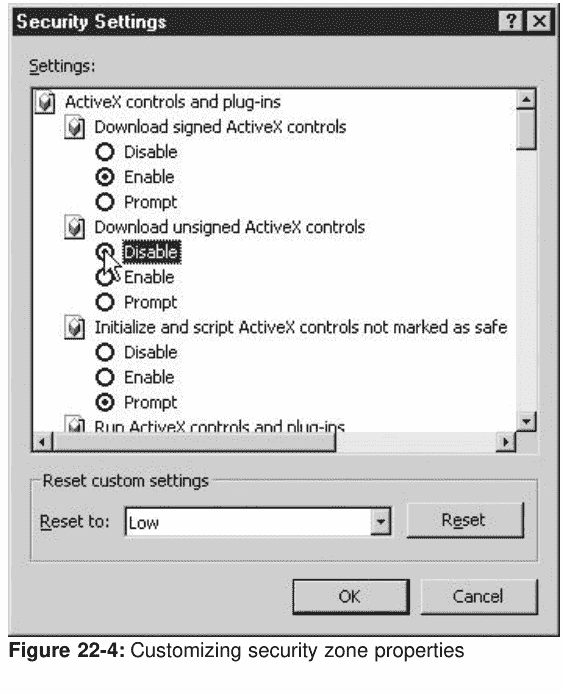 Security Settings
Settings:
ActiveX controls and plug-ins
Download signed ActiveX controls
Disable
Enable
Prompt
Download unsigned ActiveX controls
Disable
Enable
Prompt
Initialize and script ActiveX controls not marked as safe
Disable
Enable
Prompt
Run ActiveX controls and plug-ins
Reset custom settings
Reset to: Low Reset
OK Cancel
Figure 22-4: Customizing security zone properties